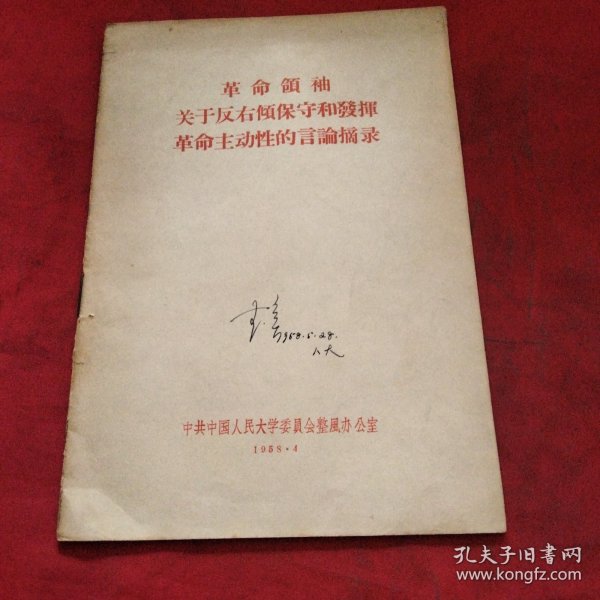 革命領袖
关于反右傾保守和發揮
革命主动性的言論摘录
1958.5.28.
人大
中共中国人民大学委員会整風办公室
1958·4
孔夫子旧书网
www.kongfz.com